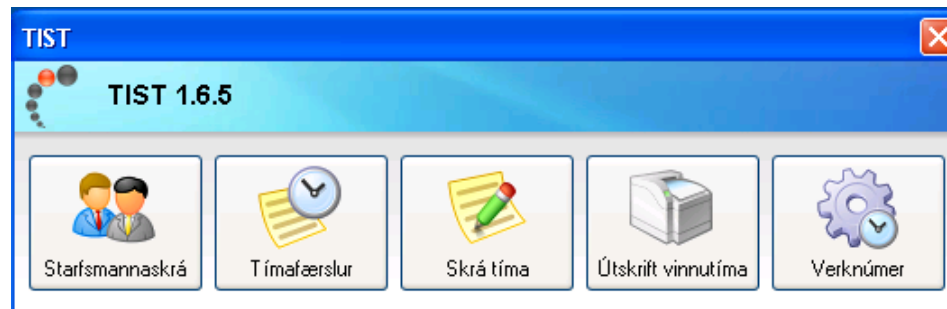 TIST
TIST 1.6.5
Starfsmannaskrá
Tímafærslur
Skrá tíma
Útskrift vinnutíma
Verknúmer